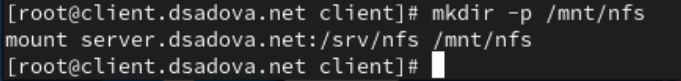 [root@client.dsadova.net client]# mkdir -p /mnt/nfs
mount server.dsadova.net:/srv/nfs /mnt/nfs
[root@client.dsadova.net client]#